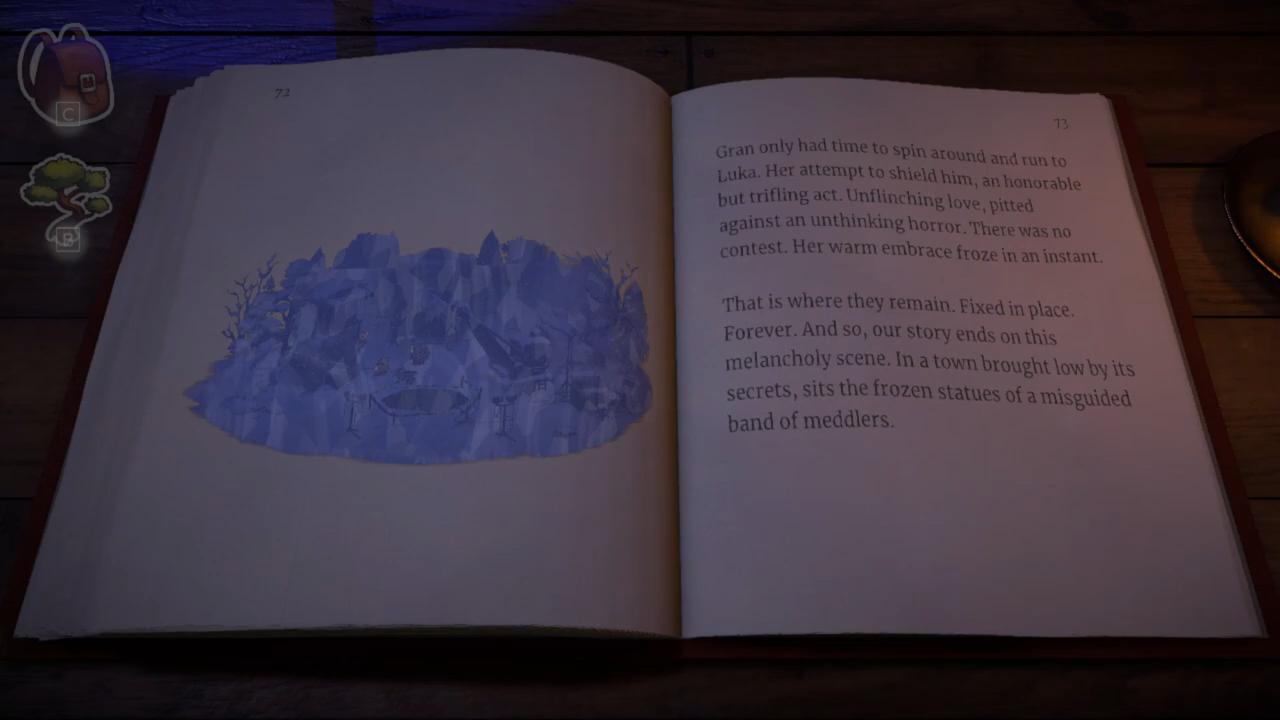 72
73
Gran only had time to spin around and run to
Luka. Her attempt to shield him, an honorable
but trifling act. Unflinching love, pitted
against an unthinking horror. There was no
contest. Her warm embrace froze in an instant.
That is where they remain. Fixed in place.
Forever. And so, our story ends on this
melancholy scene. In a town brought low by its
secrets, sits the frozen statues of a misguided
band of meddlers.
C
B